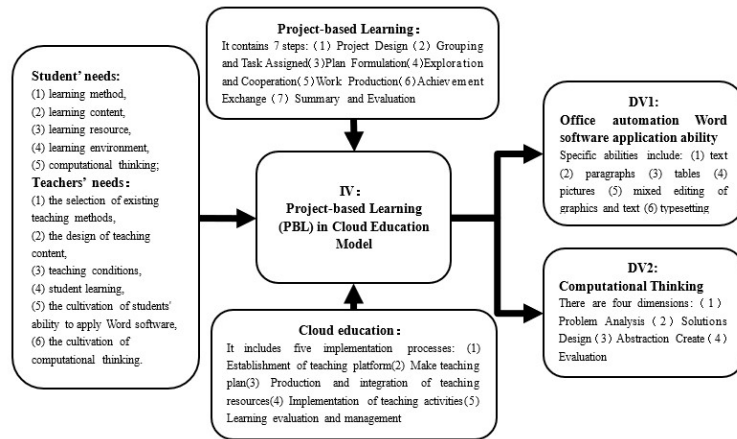 Project-based Learning：
It contains 7 steps:（1）Project Design（2）Grouping
and Task Assigned(3)Plan Formulation(4)Exploration
and Cooperation(5)Work Production(6)Achievement
Exchange（7）Summary and Evaluation
Student’ needs:
(1) learning method,
(2) learning content,
(3) learning resource,
(4) learning environment,
(5) computational thinking;
Teachers’ needs：
(1) the selection of existing
teaching methods,
(2) the design of teaching
content,
(3) teaching conditions,
(4) student learning,
(5) the cultivation of students'
ability to apply Word software,
(6) the cultivation of
computational thinking.
IV:
Project-based Learning
(PBL) in Cloud Education
Model
Cloud education：
It includes five implementation processes: (1)
Establishment of teaching platform(2) Make teaching
plan(3) Production and integration of teaching
resources(4) Implementation of teaching activities(5)
Learning evaluation and management
DV1:
Office automation Word
software application ability
Specific abilities include: (1) text
(2) paragraphs (3) tables (4)
pictures (5) mixed editing of
graphics and text (6) typesetting
DV2:
Computational Thinking
There are four dimensions:（1）
Problem Analysis（2）Solutions
Design（3）Abstraction Create（4）
Evaluation